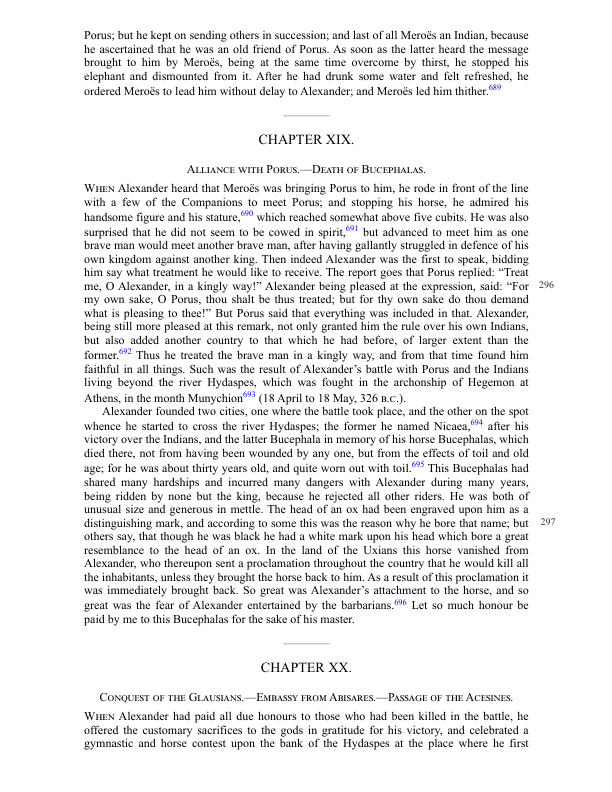 Porus; but he kept on sending others in succession; and last of all Meroës an Indian, because
he ascertained that he was an old friend of Porus. As soon as the latter heard the message
brought to him by Meroës, being at the same time overcome by thirst, he stopped his
elephant and dismounted from it. After he had drunk some water and felt refreshed, he
ordered Meroës to lead him without delay to Alexander; and Meroës led him thither.689
CHAPTER XIX.
Alliance with Porus.—Death of Bucephalas.
When Alexander heard that Meroës was bringing Porus to him, he rode in front of the line
with a few of the Companions to meet Porus; and stopping his horse, he admired his
handsome figure and his stature,690 which reached somewhat above five cubits. He was also
surprised that he did not seem to be cowed in spirit,691 but advanced to meet him as one
brave man would meet another brave man, after having gallantly struggled in defence of his
own kingdom against another king. Then indeed Alexander was the first to speak, bidding
him say what treatment he would like to receive. The report goes that Porus replied: “Treat
me, O Alexander, in a kingly way!” Alexander being pleased at the expression, said: “For 296
my own sake, O Porus, thou shalt be thus treated; but for thy own sake do thou demand
what is pleasing to thee!” But Porus said that everything was included in that. Alexander,
being still more pleased at this remark, not only granted him the rule over his own Indians,
but also added another country to that which he had before, of larger extent than the
former.692 Thus he treated the brave man in a kingly way, and from that time found him
faithful in all things. Such was the result of Alexander’s battle with Porus and the Indians
living beyond the river Hydaspes, which was fought in the archonship of Hegemon at
Athens, in the month Munychion693 (18 April to 18 May, 326 B.C.).
Alexander founded two cities, one where the battle took place, and the other on the spot
whence he started to cross the river Hydaspes; the former he named Nicaea,694 after his
victory over the Indians, and the latter Bucephala in memory of his horse Bucephalas, which
died there, not from having been wounded by any one, but from the effects of toil and old
age; for he was about thirty years old, and quite worn out with toil.695 This Bucephalas had
shared many hardships and incurred many dangers with Alexander during many years,
being ridden by none but the king, because he rejected all other riders. He was both of
unusual size and generous in mettle. The head of an ox had been engraved upon him as a
distinguishing mark, and according to some this was the reason why he bore that name; but 297
others say, that though he was black he had a white mark upon his head which bore a great
resemblance to the head of an ox. In the land of the Uxians this horse vanished from
Alexander, who thereupon sent a proclamation throughout the country that he would kill all
the inhabitants, unless they brought the horse back to him. As a result of this proclamation it
was immediately brought back. So great was Alexander’s attachment to the horse, and so
great was the fear of Alexander entertained by the barbarians.696 Let so much honour be
paid by me to this Bucephalas for the sake of his master.
CHAPTER XX.
Conquest of the Glausians.—Embassy from Abisares.—Passage of the Acesines.
When Alexander had paid all due honours to those who had been killed in the battle, he
offered the customary sacrifices to the gods in gratitude for his victory, and celebrated a
gymnastic and horse contest upon the bank of the Hydaspes at the place where he first